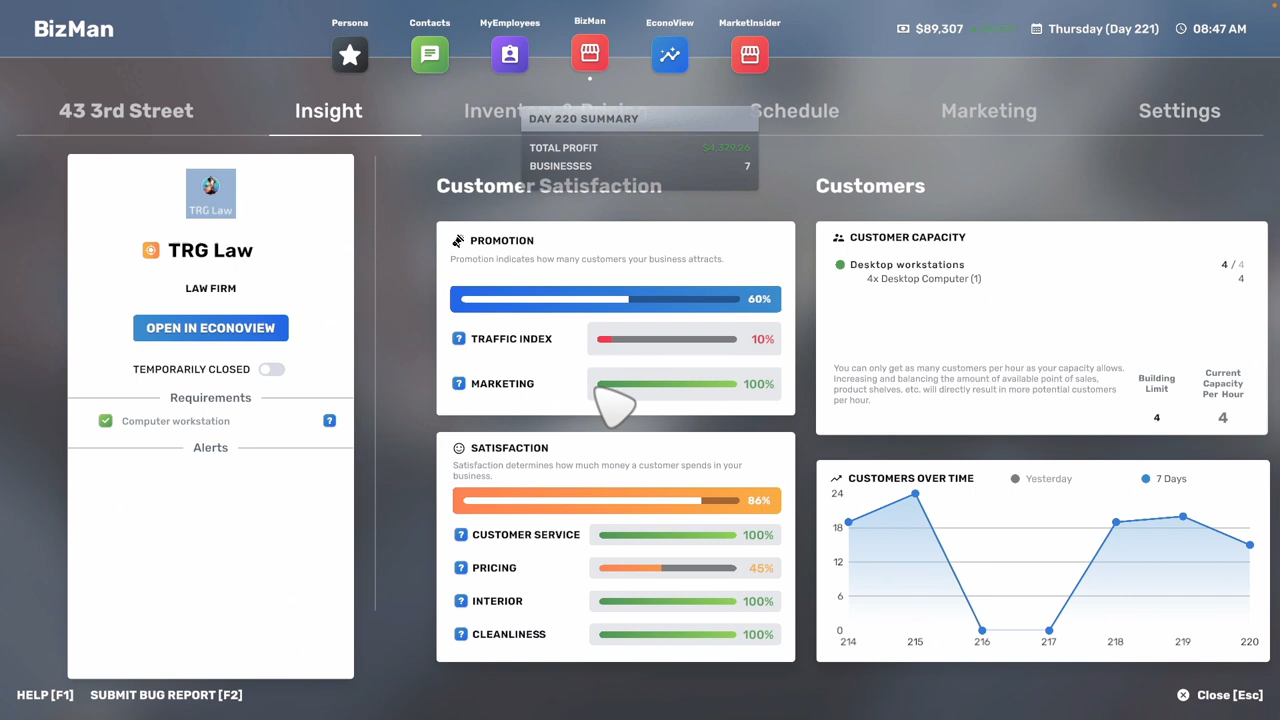 BizMan
Persona
Contacts
MyEmployees
BizMan
EconoView
MarketInsider
$89,307
Thursday (Day 221)
08:47 AM
43 3rd Street
Insight
Schedule
Marketing
Settings
DAY 220 SUMMARY
TOTAL PROFIT $4,379.26
BUSINESSES 7
TRG Law
TRG Law
LAW FIRM
OPEN IN ECONOVIEW
TEMPORARILY CLOSED
Requirements
Computer workstation ?
Alerts
Customer Satisfaction
PROMOTION
Promotion indicates how many customers your business attracts.
60%
? TRAFFIC INDEX 10%
? MARKETING 100%
SATISFACTION
Satisfaction determines how much money a customer spends in your
business.
86%
? CUSTOMER SERVICE 100%
? PRICING 45%
? INTERIOR 100%
? CLEANLINESS 100%
Customers
CUSTOMER CAPACITY
Desktop workstations 4 / 4
4x Desktop Computer (1) 4
You can only get as many customers per hour as your capacity allows.
Increasing and balancing the amount of available point of sales,
product shelves, etc. will directly result in more potential customers
per hour.
Building
Limit
4
Current
Capacity
Per Hour
4
CUSTOMERS OVER TIME
Yesterday
7 Days
24
18
12
6
0
214 215 216 217 218 219 220
HELP [F1]
SUBMIT BUG REPORT [F2]
Close [Esc]